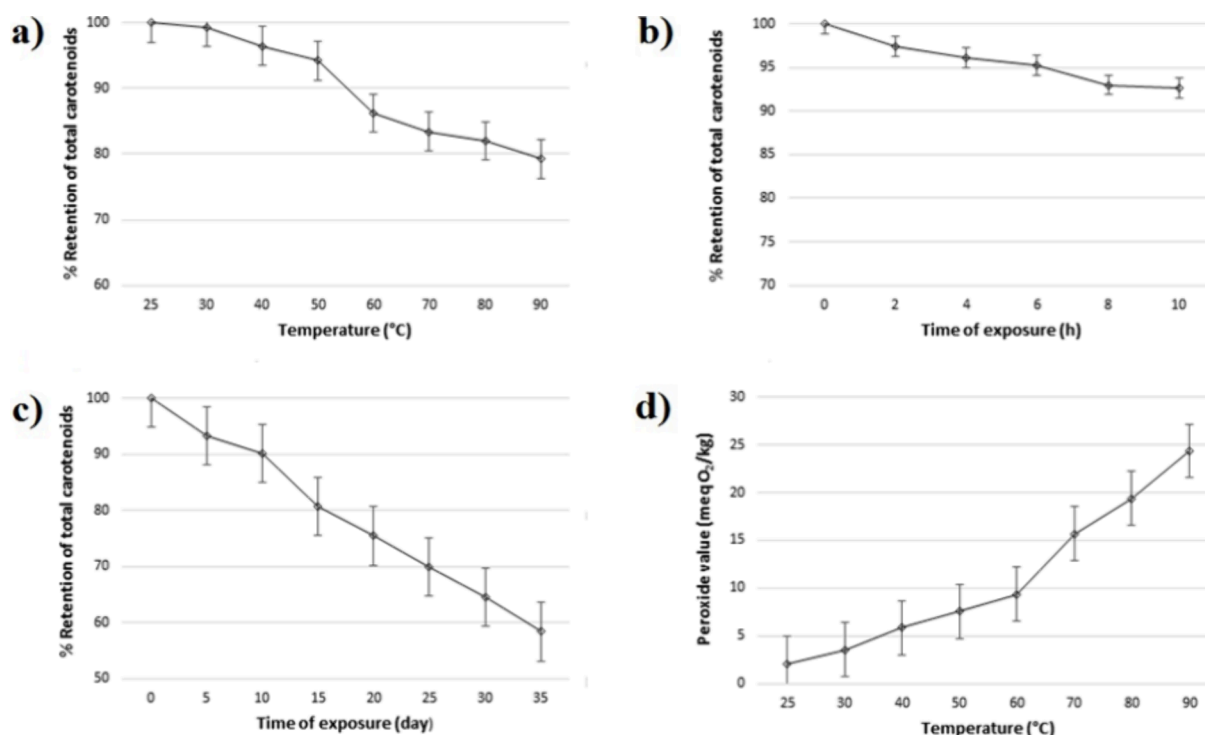 a)
% Retention of total carotenoids
100
90
80
70
60
25 30 40 50 60 70 80 90
Temperature (°C)
b)
% Retention of total carotenoids
100
95
90
85
80
75
70
0 2 4 6 8 10
Time of exposure (h)
c)
% Retention of total carotenoids
100
90
80
70
60
50
0 5 10 15 20 25 30 35
Time of exposure (day)
d)
Peroxide value (meqO₂/kg)
30
25
20
15
10
5
0
25 30 40 50 60 70 80 90
Temperature (°C)